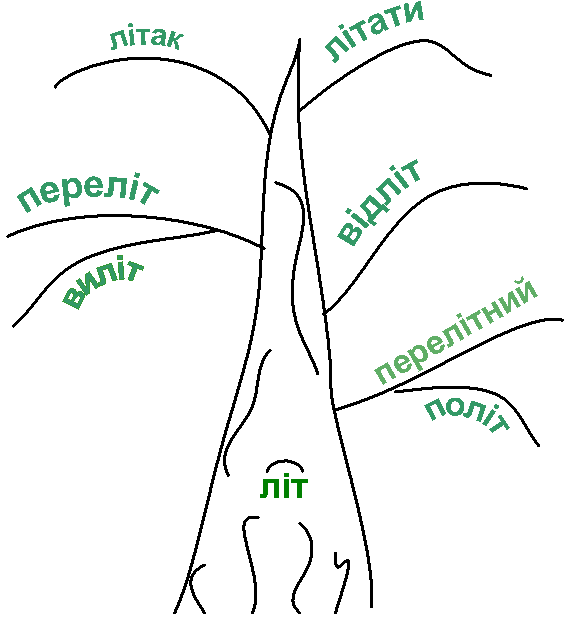 літак
літати
переліт
відліт
виліт
перелітний
політ
літ